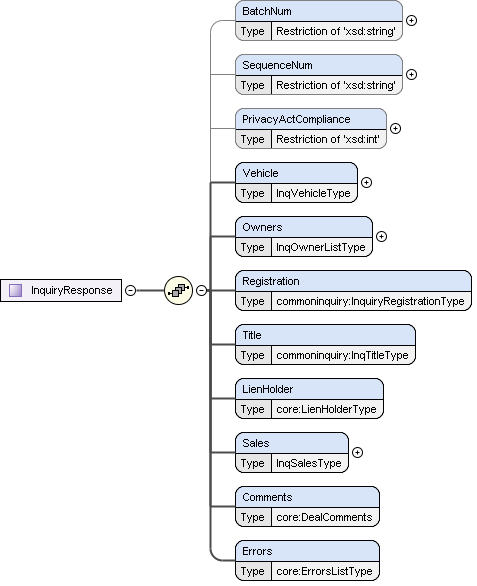 BatchNum
Type Restriction of 'xsd:string'
SequenceNum
Type Restriction of 'xsd:string'
PrivacyActCompliance
Type Restriction of 'xsd:int'
Vehicle
Type InqVehicleType
Owners
Type InqOwnerListType
InquiryResponse
Registration
Type commoninquiry:InquiryRegistrationType
Title
Type commoninquiry:InqTitleType
LienHolder
Type core:LienHolderType
Sales
Type InqSalesType
Comments
Type core:DealComments
Errors
Type core:ErrorsListType